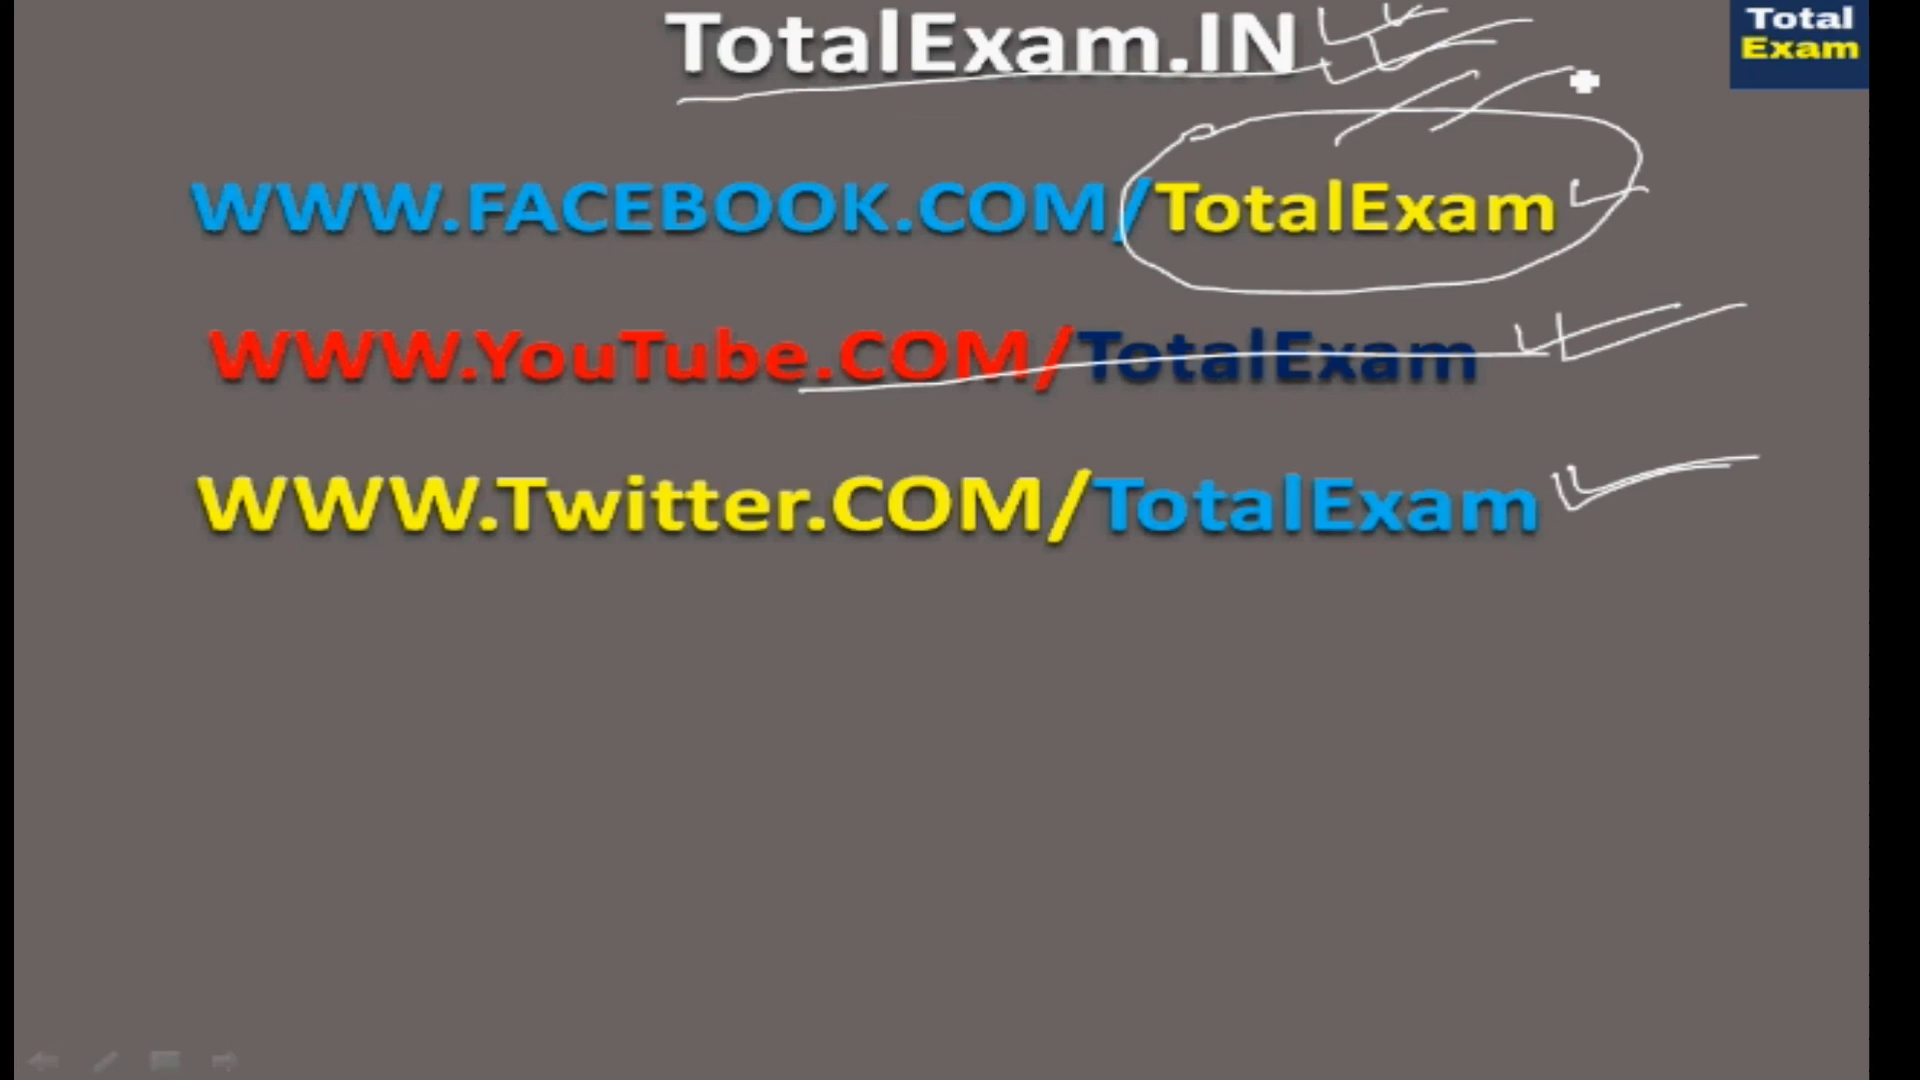 TotalExam.IN
Total
Exam
WWW.FACEBOOK.COM/TotalExam
WWW.YouTube.COM/TotalExam
WWW.Twitter.COM/TotalExam